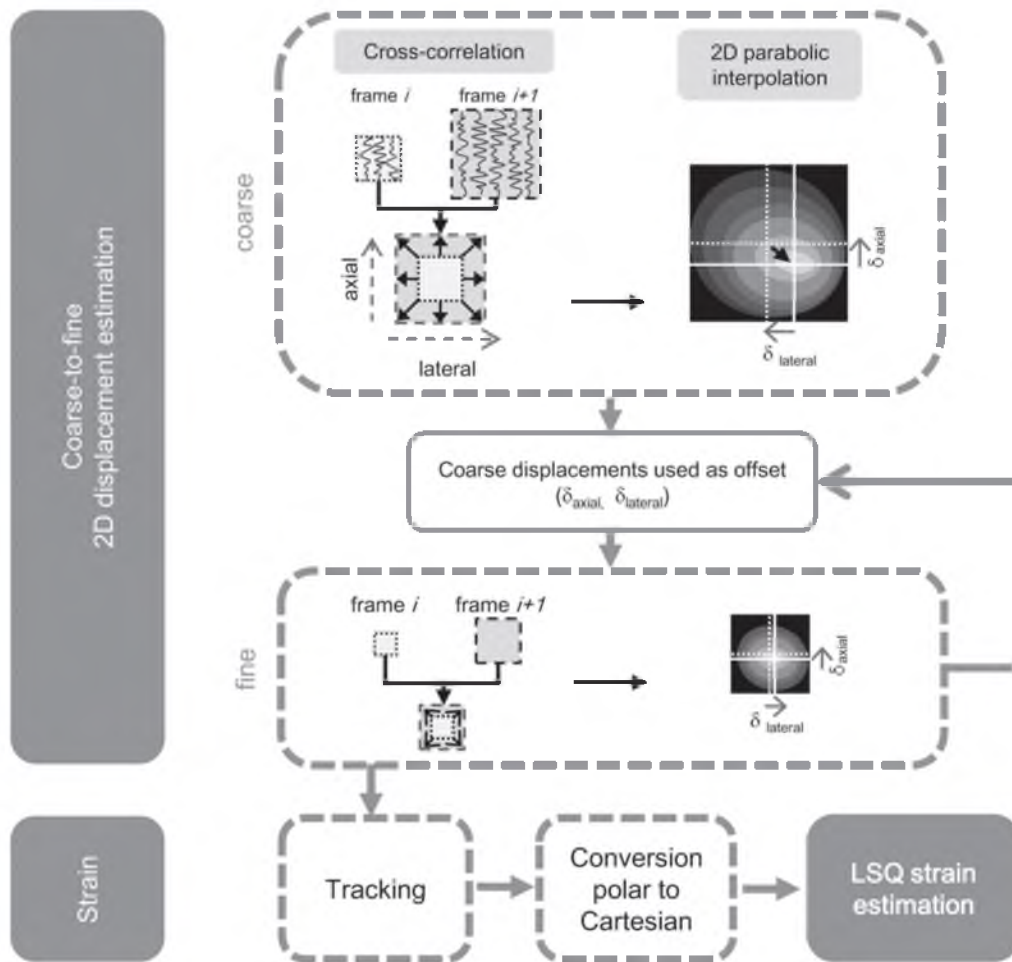 Coarse-to-fine
2D displacement estimation
coarse
Cross-correlation
2D parabolic
interpolation
frame i
frame i+1
axial
lateral
δ axial
δ lateral
Coarse displacements used as offset
(δaxial, δlateral)
fine
frame i
frame i+1
δ axial
δ lateral
Strain
Tracking
Conversion
polar to
Cartesian
LSQ strain
estimation